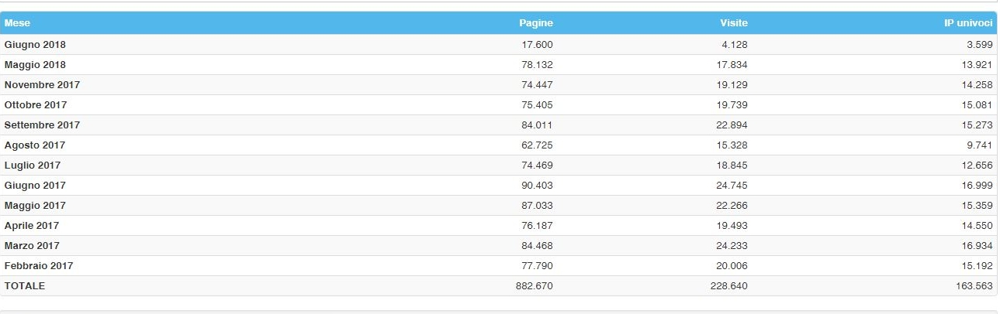 Mese Pagine Visite IP univoci
Giugno 2018 17.600 4.128 3.599
Maggio 2018 78.132 17.834 13.921
Novembre 2017 74.447 19.129 14.258
Ottobre 2017 75.405 19.739 15.081
Settembre 2017 84.011 22.894 15.273
Agosto 2017 62.725 15.328 9.741
Luglio 2017 74.469 18.845 12.656
Giugno 2017 90.403 24.745 16.999
Maggio 2017 87.033 22.266 15.359
Aprile 2017 76.187 19.493 14.550
Marzo 2017 84.468 24.233 16.934
Febbraio 2017 77.790 20.006 15.192
TOTALE 882.670 228.640 163.563